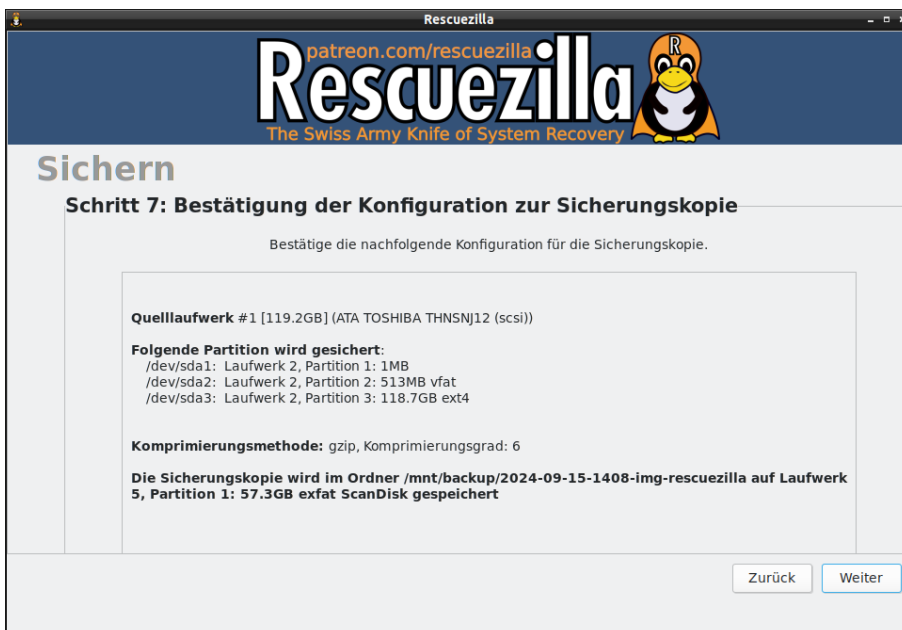 Rescuezilla
patreon.com/rescuezilla
Rescuezilla
R
The Swiss Army Knife of System Recovery
Sichern
Schritt 7: Bestätigung der Konfiguration zur Sicherungskopie
Bestätige die nachfolgende Konfiguration für die Sicherungskopie.
Quelllaufwerk #1 [119.2GB] (ATA TOSHIBA THNSNJ12 (scsi))
Folgende Partition wird gesichert:
/dev/sda1: Laufwerk 2, Partition 1: 1MB
/dev/sda2: Laufwerk 2, Partition 2: 513MB vfat
/dev/sda3: Laufwerk 2, Partition 3: 118.7GB ext4
Komprimierungsmethode: gzip, Komprimierungsgrad: 6
Die Sicherungskopie wird im Ordner /mnt/backup/2024-09-15-1408-img-rescuezilla auf Laufwerk
5, Partition 1: 57.3GB exfat ScanDisk gespeichert
Zurück Weiter